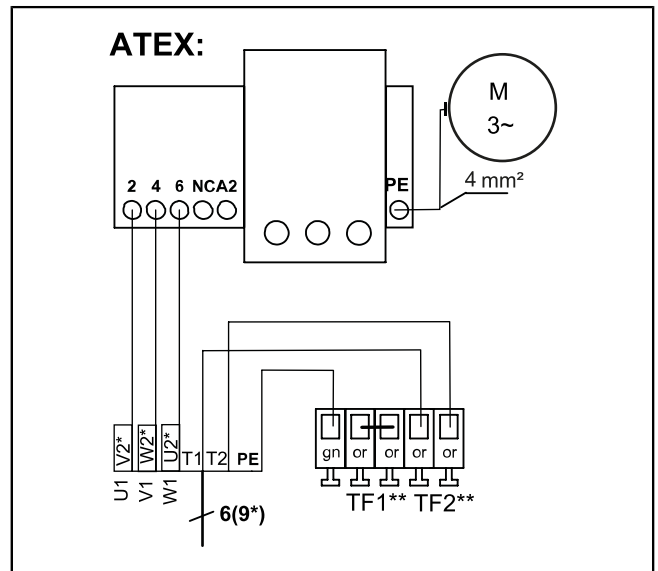 ATEX:
M
3~
2 4 6 NC A2
PE
4 mm²
U1 V2* V1 W2* W1 U2* T1 T2 PE
gn or or or or
TF1** TF2**
6(9*)